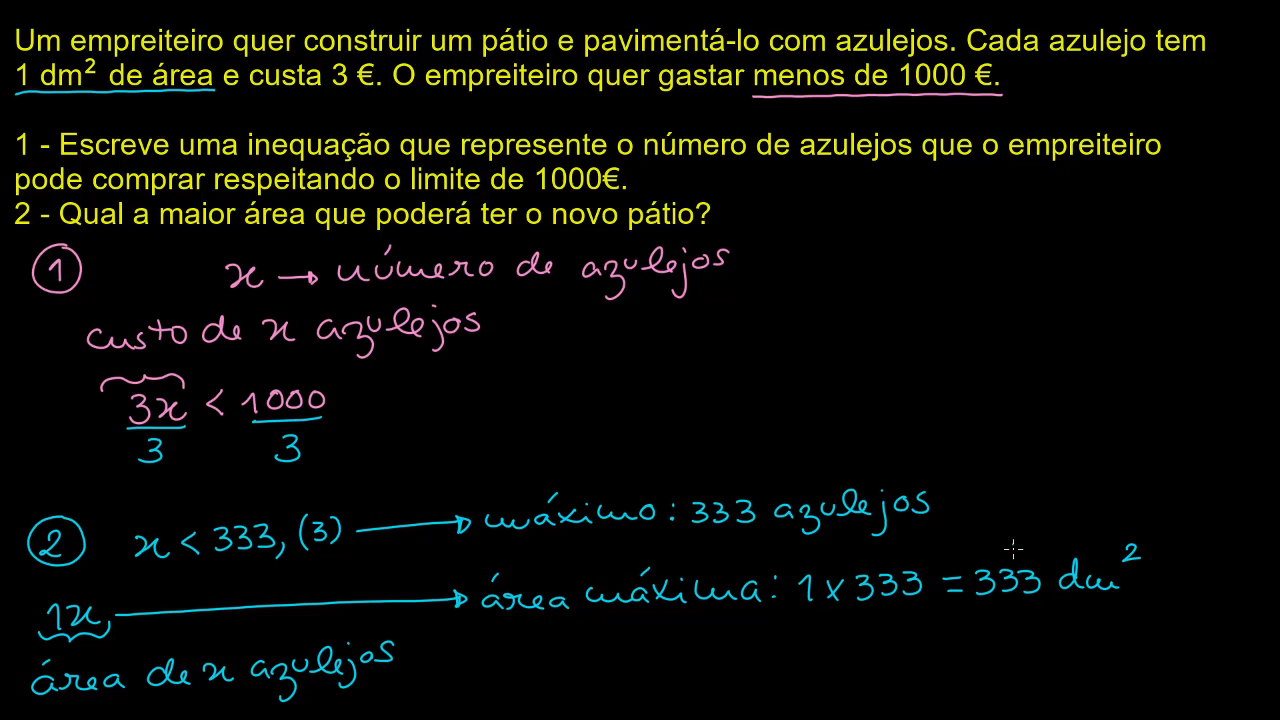 Um empreiteiro quer construir um pátio e pavimentá-lo com azulejos. Cada azulejo tem
1 dm² de área e custa 3 €. O empreiteiro quer gastar menos de 1000 €.
1 - Escreve uma inequação que represente o número de azulejos que o empreiteiro
pode comprar respeitando o limite de 1000€.
2 - Qual a maior área que poderá ter o novo pátio?
1 x → número de azulejos
custo de x azulejos
3x < 1000
3 3
2 x < 333,(3) → máximo: 333 azulejos
1x → área máxima: 1 x 333 = 333 dm²
área de x azulejos